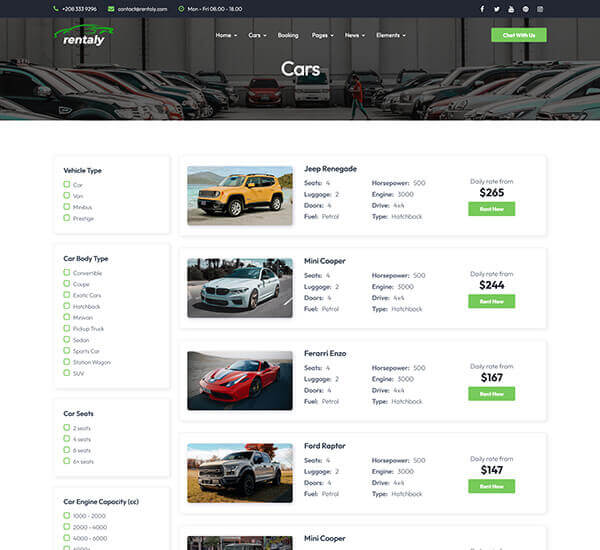 +208 333 9296 contact@rentaly.com Mon - Fri 08.00 - 18.00
rentaly
Home Cars Booking Pages News Elements
Chat With Us
Cars
Vehicle Type
Car
Van
Minibus
Prestige
Car Body Type
Convertible
Coupe
Exotic Cars
Hatchback
Minivan
Pickup Truck
Sedan
Sports Car
Station Wagon
SUV
Car Seats
2 seats
4 seats
6 seats
6+ seats
Car Engine Capacity (cc)
1000 - 2000
2000 - 4000
4000 - 6000
Jeep Renegade
Seats: 4 Horsepower: 500
Luggage: 2 Engine: 3000
Doors: 4 Drive: 4x4
Fuel: Petrol Type: Hatchback
Daily rate from
$265
Rent Now
Mini Cooper
Seats: 4 Horsepower: 500
Luggage: 2 Engine: 3000
Doors: 4 Drive: 4x4
Fuel: Petrol Type: Hatchback
Daily rate from
$244
Rent Now
Ferarri Enzo
Seats: 4 Horsepower: 500
Luggage: 2 Engine: 3000
Doors: 4 Drive: 4x4
Fuel: Petrol Type: Hatchback
Daily rate from
$167
Rent Now
Ford Raptor
Seats: 4 Horsepower: 500
Luggage: 2 Engine: 3000
Doors: 4 Drive: 4x4
Fuel: Petrol Type: Hatchback
Daily rate from
$147
Rent Now
Mini Cooper